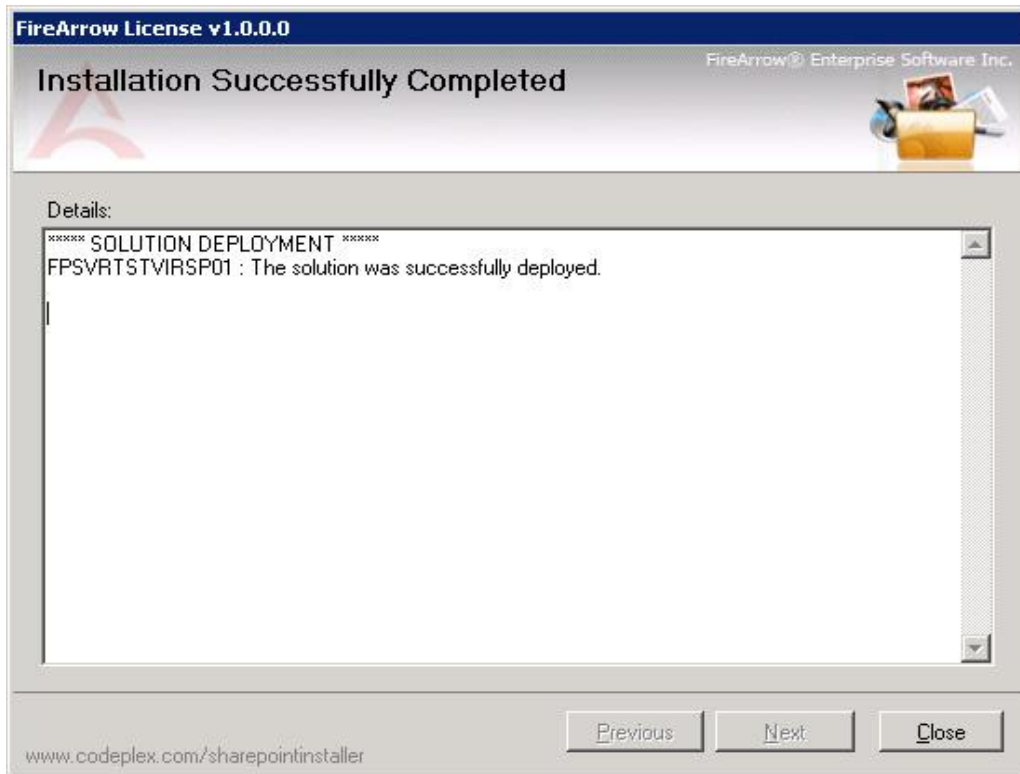 FireArrow License v1.0.0.0
FireArrow® Enterprise Software Inc.
Installation Successfully Completed
Details:
***** SOLUTION DEPLOYMENT *****
FPSVRTSTVIRSP01 : The solution was successfully deployed.
Previous
Next
Close
www.codeplex.com/sharepointinstaller